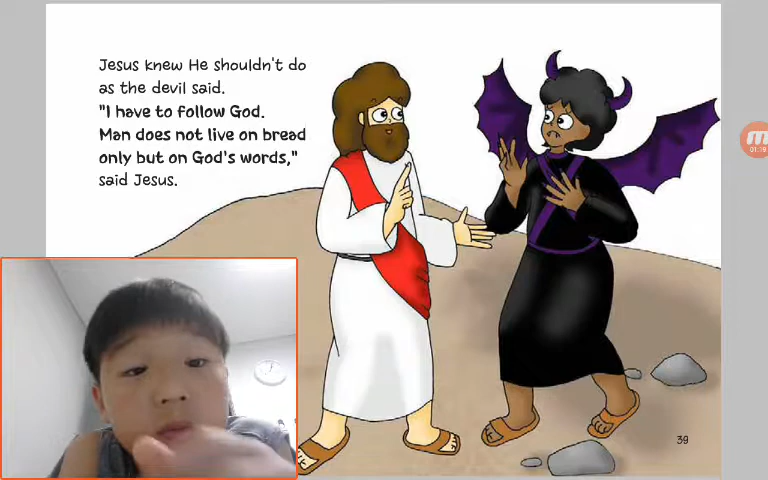 Jesus knew He shouldn't do
as the devil said.
"I have to follow God.
Man does not live on bread
only but on God's words,"
said Jesus.
39